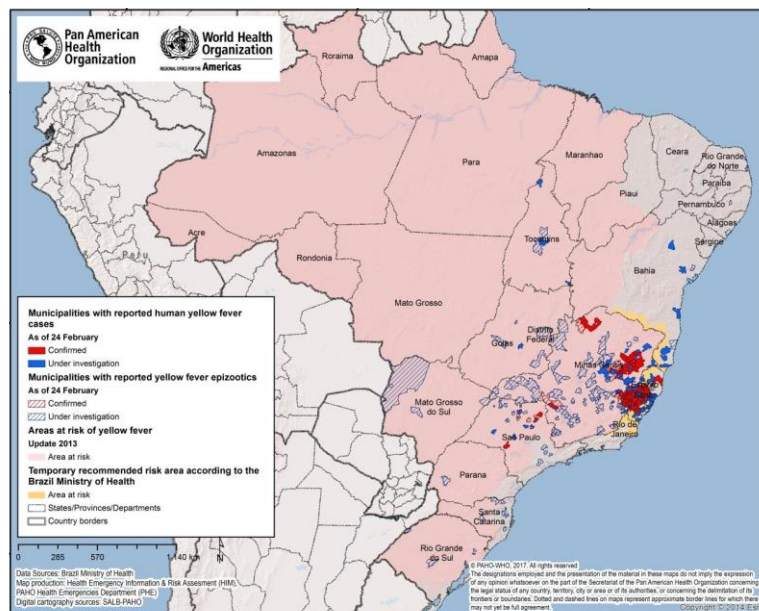 Pan American
Health
Organization
World Health
Organization
REGIONAL OFFICE FOR THE Americas
Roraima
Amapa
Amazonas
Para
Maranhao
Ceara
Rio Grande
do Norte
Paraiba
Piaui
Pernambuco
Alagoas
Sergipe
Acre
Tocantins
Rondonia
Bahia
Peru
Mato Grosso
Distrito
Federal
Goias
Minas Gerais
Mato Grosso
do Sul
Rio de
Janeiro
Sao Paulo
Parana
Santa
Catarina
Rio Grande
do Sul
Municipalities with reported human yellow fever
cases
As of 24 February
Confirmed
Under investigation
Municipalities with reported yellow fever epizootics
As of 24 February
Confirmed
Under investigation
Areas at risk of yellow fever
Update 2013
Area at risk
Temporary recommended risk area according to the
Brazil Ministry of Health
Area at risk
States/Provinces/Departments
Country borders
285 570 1,140 km
Data Sources: Brazil Ministry of Health
Map production: Health Emergency Information & Risk Assesment (HIM),
PAHO Health Emergencies Department (PHE)
Digital cartography sources: SALB-PAHO
© PAHO-WHO, 2017. All rights reserved
The designations employed and the presentation of the material in these maps do not imply the expression
of any opinion whatsoever on the part of the Secretariat of the Pan American Health Organization concerning
the legal status of any country, territory, city or area or of its authorities, or concerning the delimitation of its
frontiers or boundaries. Dotted and dashed lines on maps represent approximate border lines for which there
may not yet be full agreement.
Copyright © 2014 Es